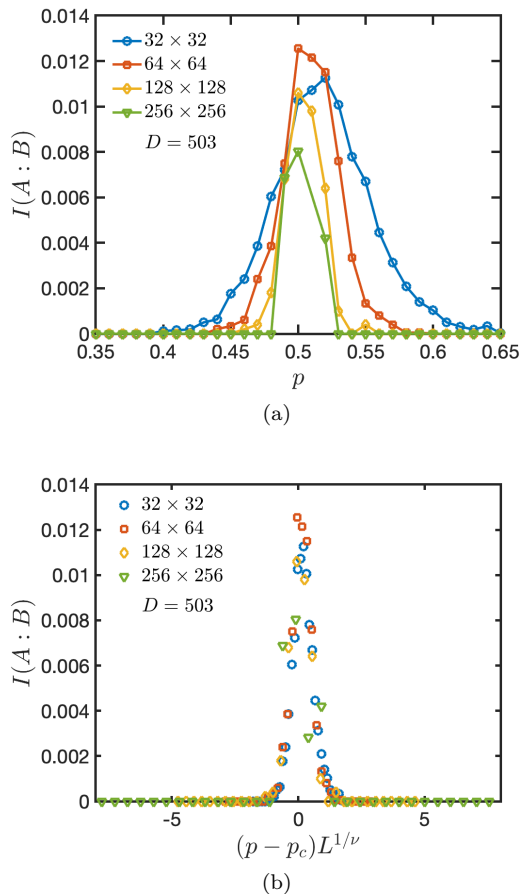 0.014
0.012
0.01
0.008
0.006
0.004
0.002
0
I(A : B)
32 × 32
64 × 64
128 × 128
256 × 256
D = 503
0.35 0.4 0.45 0.5 0.55 0.6 0.65
p
(a)
0.014
0.012
0.01
0.008
0.006
0.004
0.002
0
I(A : B)
32 × 32
64 × 64
128 × 128
256 × 256
D = 503
-5 0 5
(p − p_c)L^{1/ν}
(b)